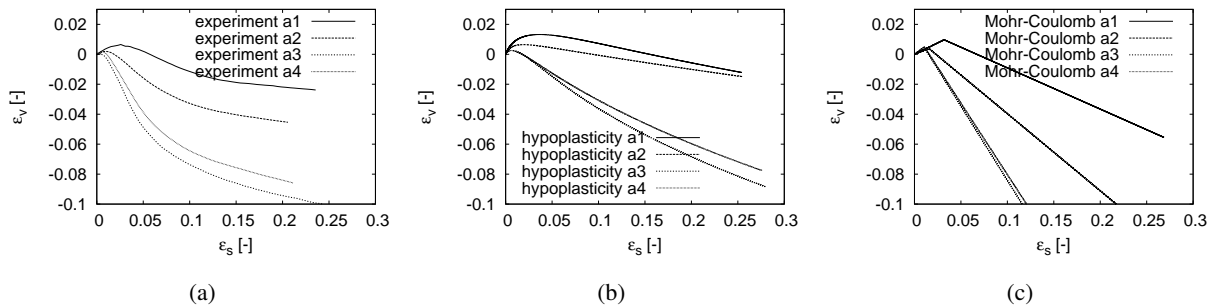 0.02
0
-0.02
-0.04
-0.06
-0.08
-0.1
εv [-]
0 0.05 0.1 0.15 0.2 0.25 0.3
εs [-]
experiment a1
experiment a2
experiment a3
experiment a4
(a)
0.02
0
-0.02
-0.04
-0.06
-0.08
-0.1
εv [-]
0 0.05 0.1 0.15 0.2 0.25 0.3
εs [-]
hypoplasticity a1
hypoplasticity a2
hypoplasticity a3
hypoplasticity a4
(b)
0.02
0
-0.02
-0.04
-0.06
-0.08
-0.1
εv [-]
0 0.05 0.1 0.15 0.2 0.25 0.3
εs [-]
Mohr-Coulomb a1
Mohr-Coulomb a2
Mohr-Coulomb a3
Mohr-Coulomb a4
(c)